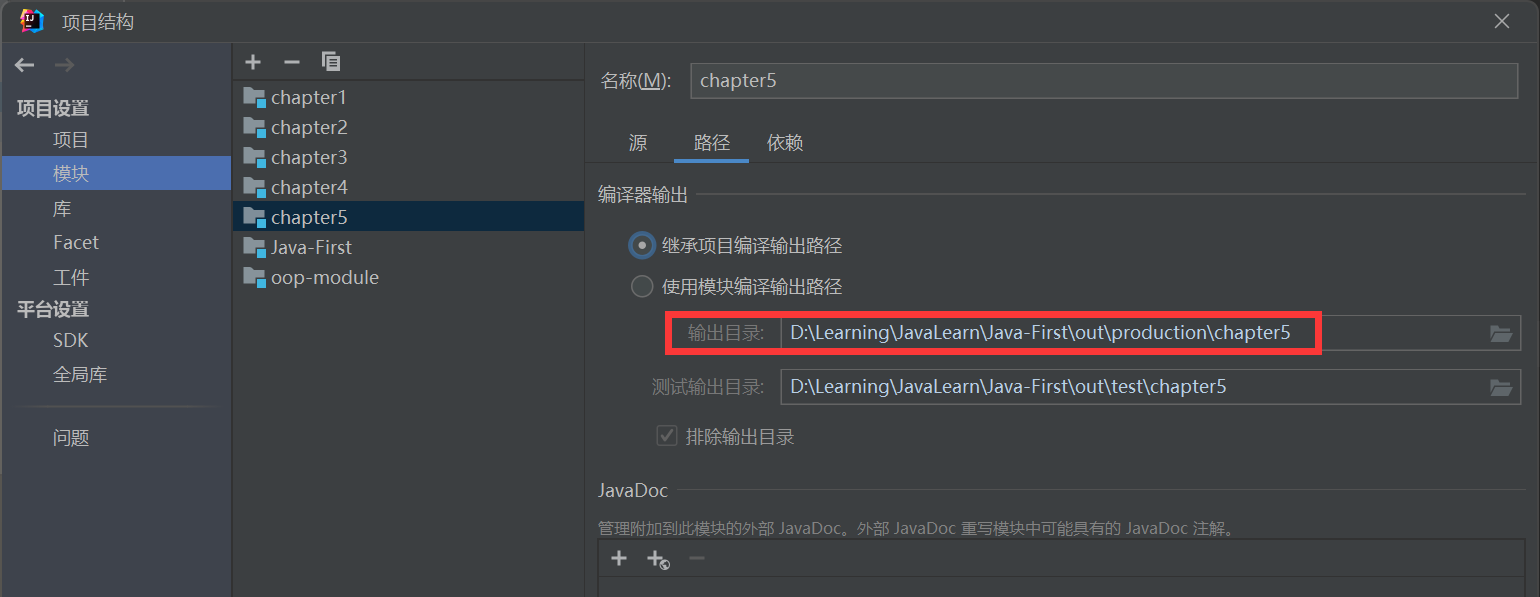 项目结构
项目设置
项目
模块
库
Facet
工件
平台设置
SDK
全局库
问题
chapter1
chapter2
chapter3
chapter4
chapter5
Java-First
oop-module
名称(M): chapter5
源 路径 依赖
编译器输出
继承项目编译输出路径
使用模块编译输出路径
输出目录: D:\Learning\JavaLearn\Java-First\out\production\chapter5
测试输出目录: D:\Learning\JavaLearn\Java-First\out\test\chapter5
排除输出目录
JavaDoc
管理附加到此模块的外部 JavaDoc。外部 JavaDoc 重写模块中可能具有的 JavaDoc 注解。